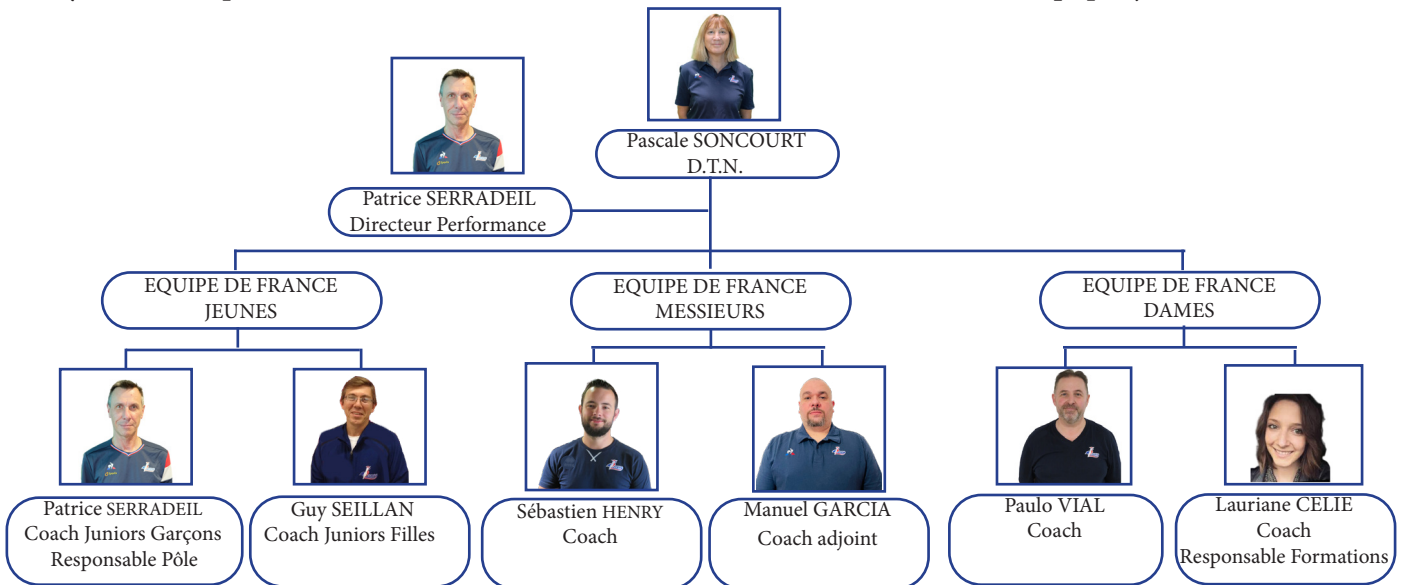 Pascale SONCOURT
D.T.N.
Patrice SERRADEIL
Directeur Performance
EQUIPE DE FRANCE
JEUNES
EQUIPE DE FRANCE
MESSIEURS
EQUIPE DE FRANCE
DAMES
Patrice SERRADEIL
Coach Juniors Garçons
Responsable Pôle
Guy SEILLAN
Coach Juniors Filles
Sébastien HENRY
Coach
Manuel GARCIA
Coach adjoint
Paulo VIAL
Coach
Lauriane CELIE
Coach
Responsable Formations